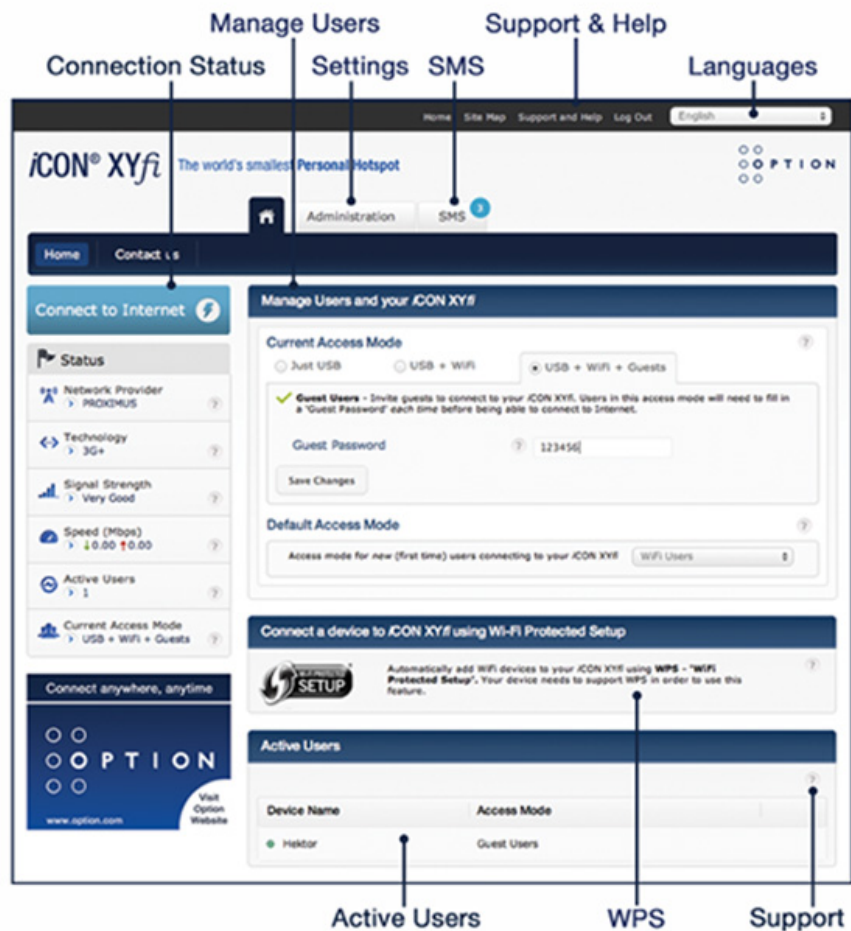 Manage Users
Support & Help
Connection Status
Settings
SMS
Languages
Home Site Map Support and Help Log Out English
iCON® XYfi The world's smallest Personal Hotspot
OPTION
Administration
SMS 3
Home Contact us
Connect to Internet
Status
Network Provider
PROXIMUS ?
Technology
3G+ ?
Signal Strength
Very Good ?
Speed (Mbps)
0.00 0.00 ?
Active Users
1 ?
Current Access Mode
USB + WiFi + Guests ?
Connect anywhere, anytime
OPTION
Visit
Option
Website
www.option.com
Manage Users and your iCON XYfi
Current Access Mode ?
Just USB USB + WiFi USB + WiFi + Guests
Guest Users - Invite guests to connect to your iCON XYfi. Users in this access mode will need to fill in
a 'Guest Password' each time before being able to connect to Internet.
Guest Password ? 123456
Save Changes
Default Access Mode ?
Access mode for new (first time) users connecting to your iCON XYfi WiFi Users
Connect a device to iCON XYfi using Wi-Fi Protected Setup
WI-FI PROTECTED
SETUP
Automatically add WiFi devices to your iCON XYfi using WPS - "WiFi
Protected Setup". Your device needs to support WPS in order to use this
feature.
?
Active Users
?
Device Name Access Mode
Hektor Guest Users
Active Users
WPS
Support